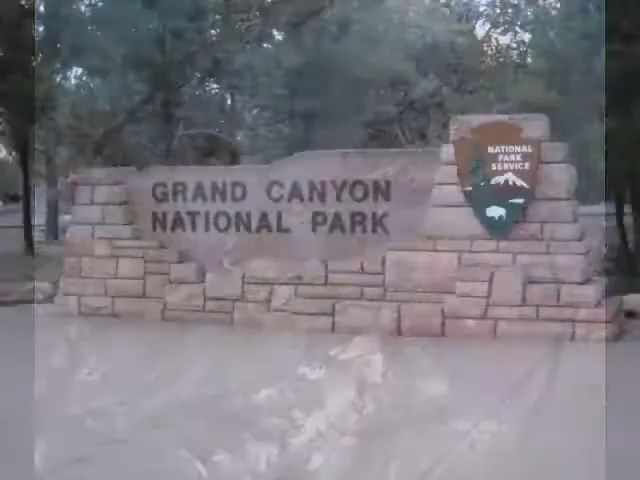 GRAND CANYON
NATIONAL PARK
NATIONAL
PARK
SERVICE